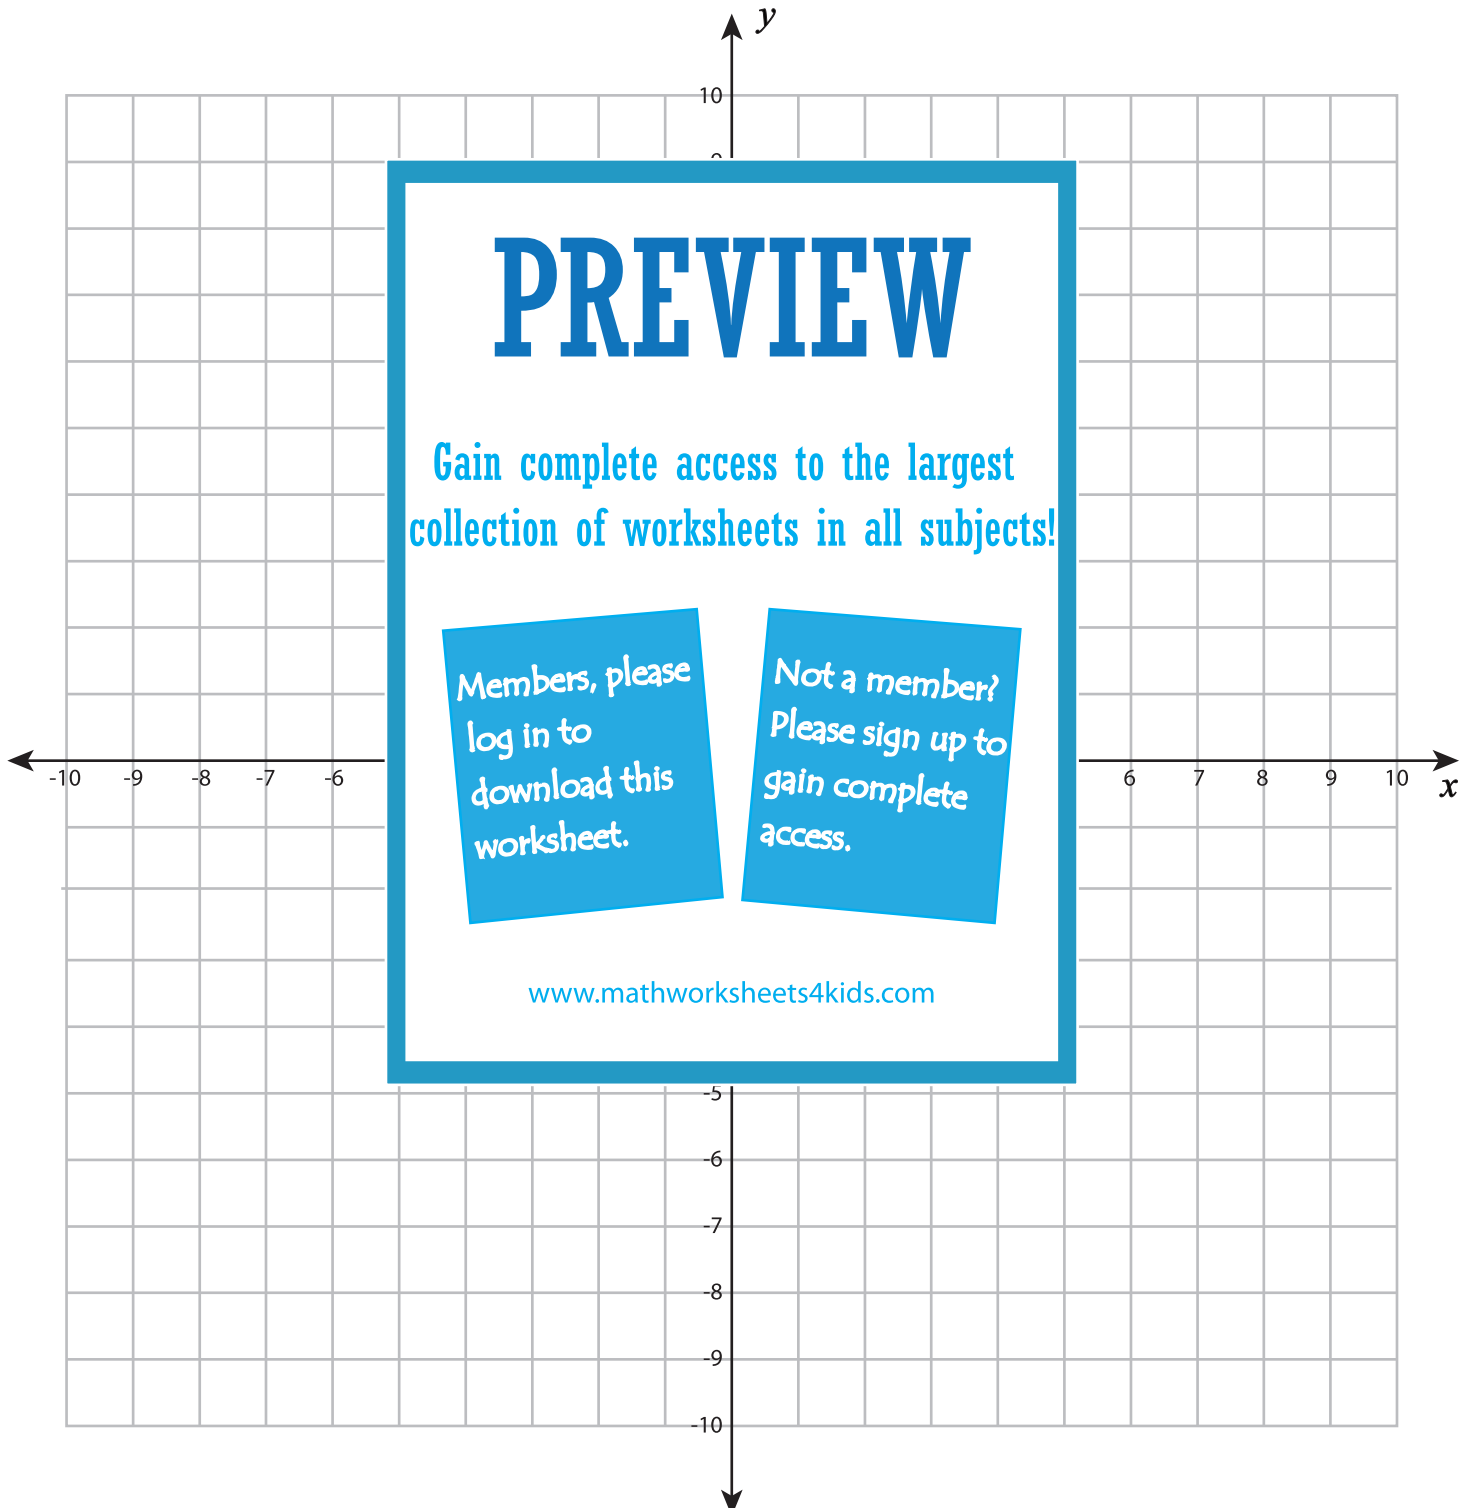 y
10
9
PREVIEW
Gain complete access to the largest
collection of worksheets in all subjects!
Members, please
log in to
download this
worksheet.
Not a member?
Please sign up to
gain complete
access.
-10 -9 -8 -7 -6 6 7 8 9 10
x
www.mathworksheets4kids.com
-5
-6
-7
-8
-9
-10